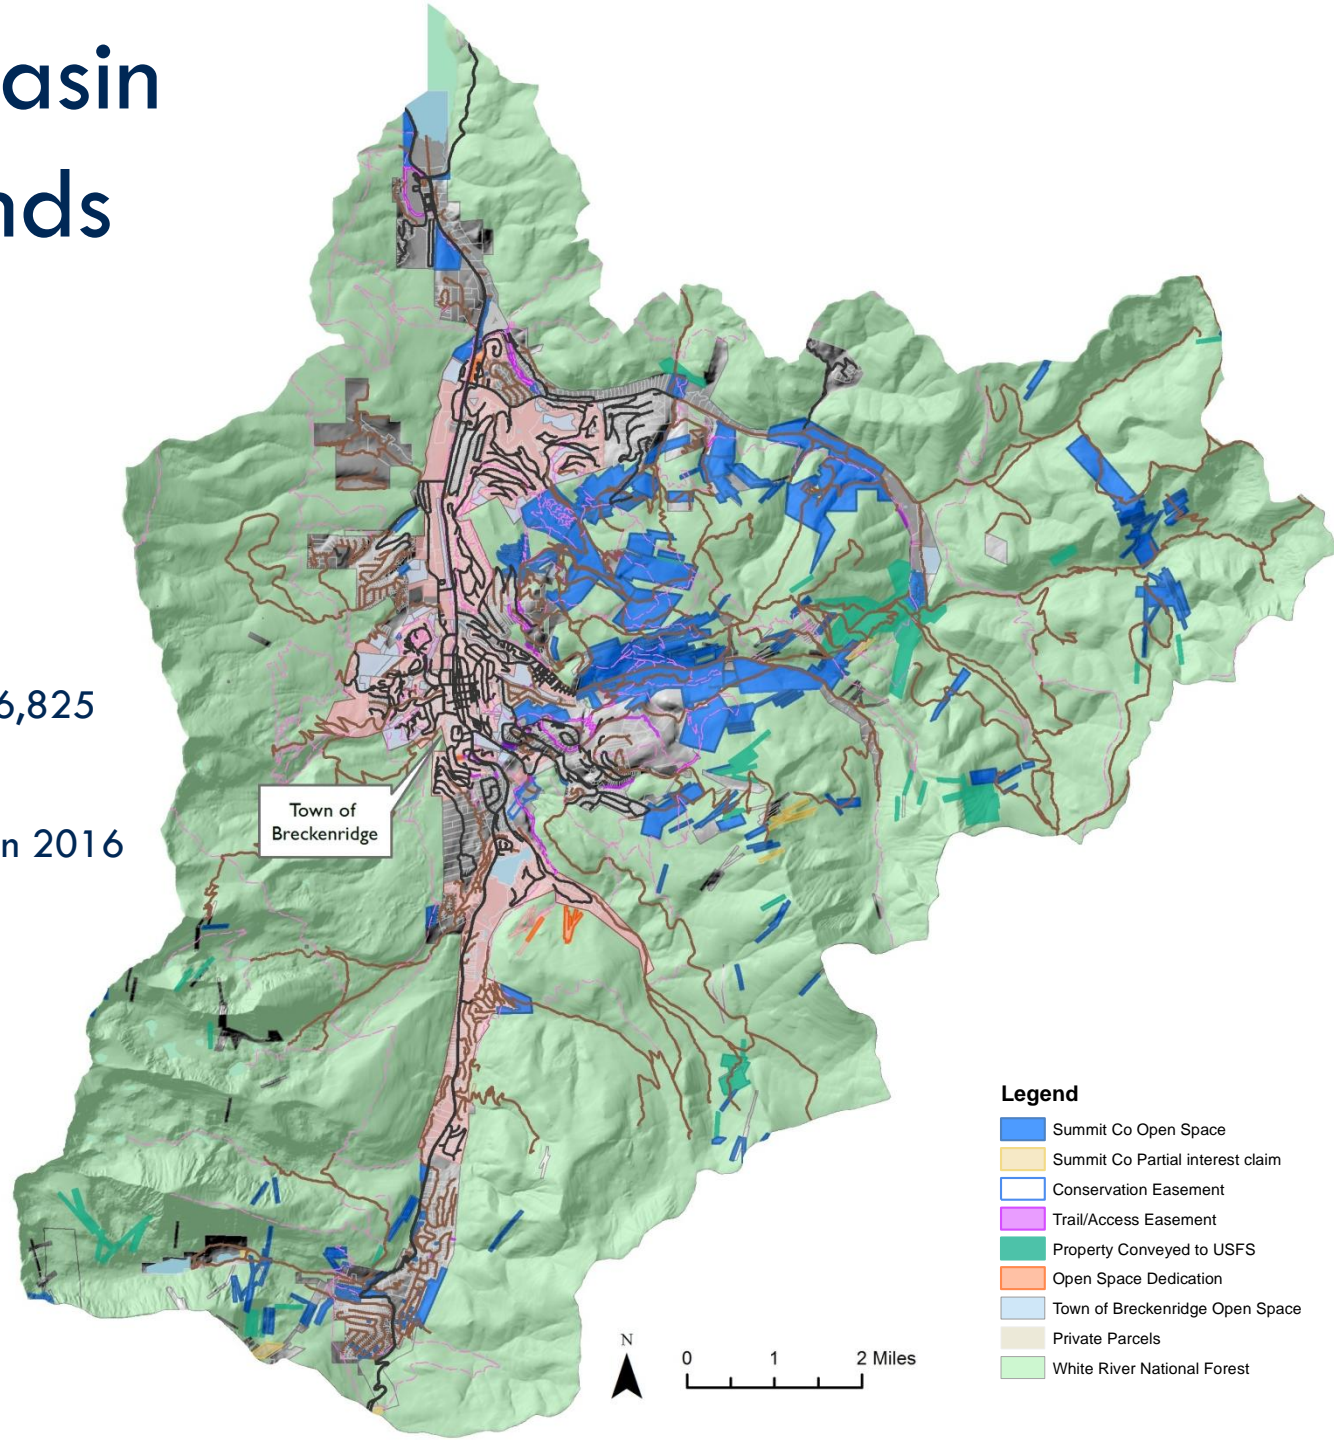 asin
nds
6,825
n 2016
Town of
Breckenridge
Legend
Summit Co Open Space
Summit Co Partial interest claim
Conservation Easement
Trail/Access Easement
Property Conveyed to USFS
Open Space Dedication
Town of Breckenridge Open Space
Private Parcels
White River National Forest
N
0 1 2 Miles